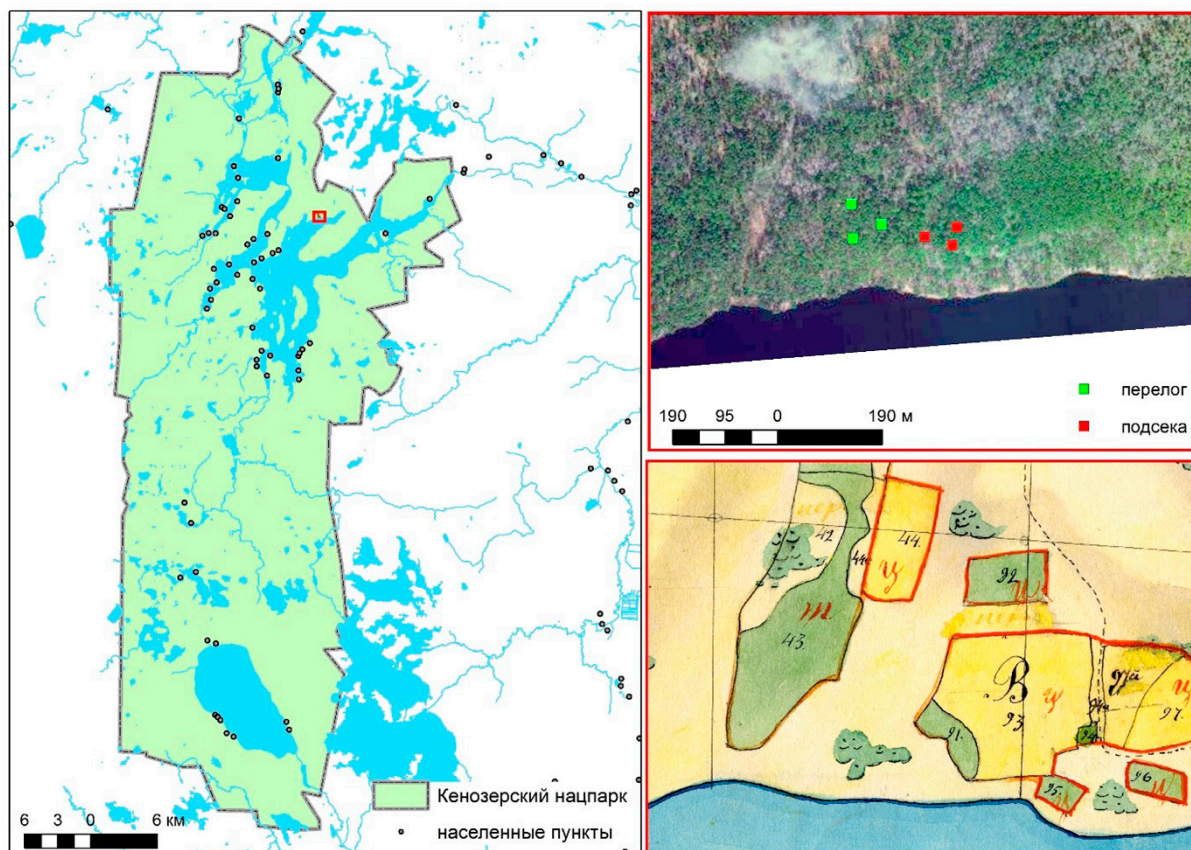 Кенозерский нацпарк
населенные пункты
6 3 0 6 км
перелог
подсека
190 95 0 190 м
42
44.
43.
Ц
т
92
В
93
Ц
91.
97а
97.
Ц
95.
96